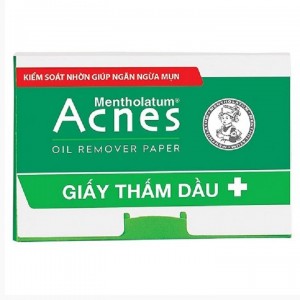 KIỂM SOÁT NHỜN GIÚP NGĂN NGỪA MỤN
Mentholatum®
Acnes
OIL REMOVER PAPER
GIẤY THẤM DẦU +